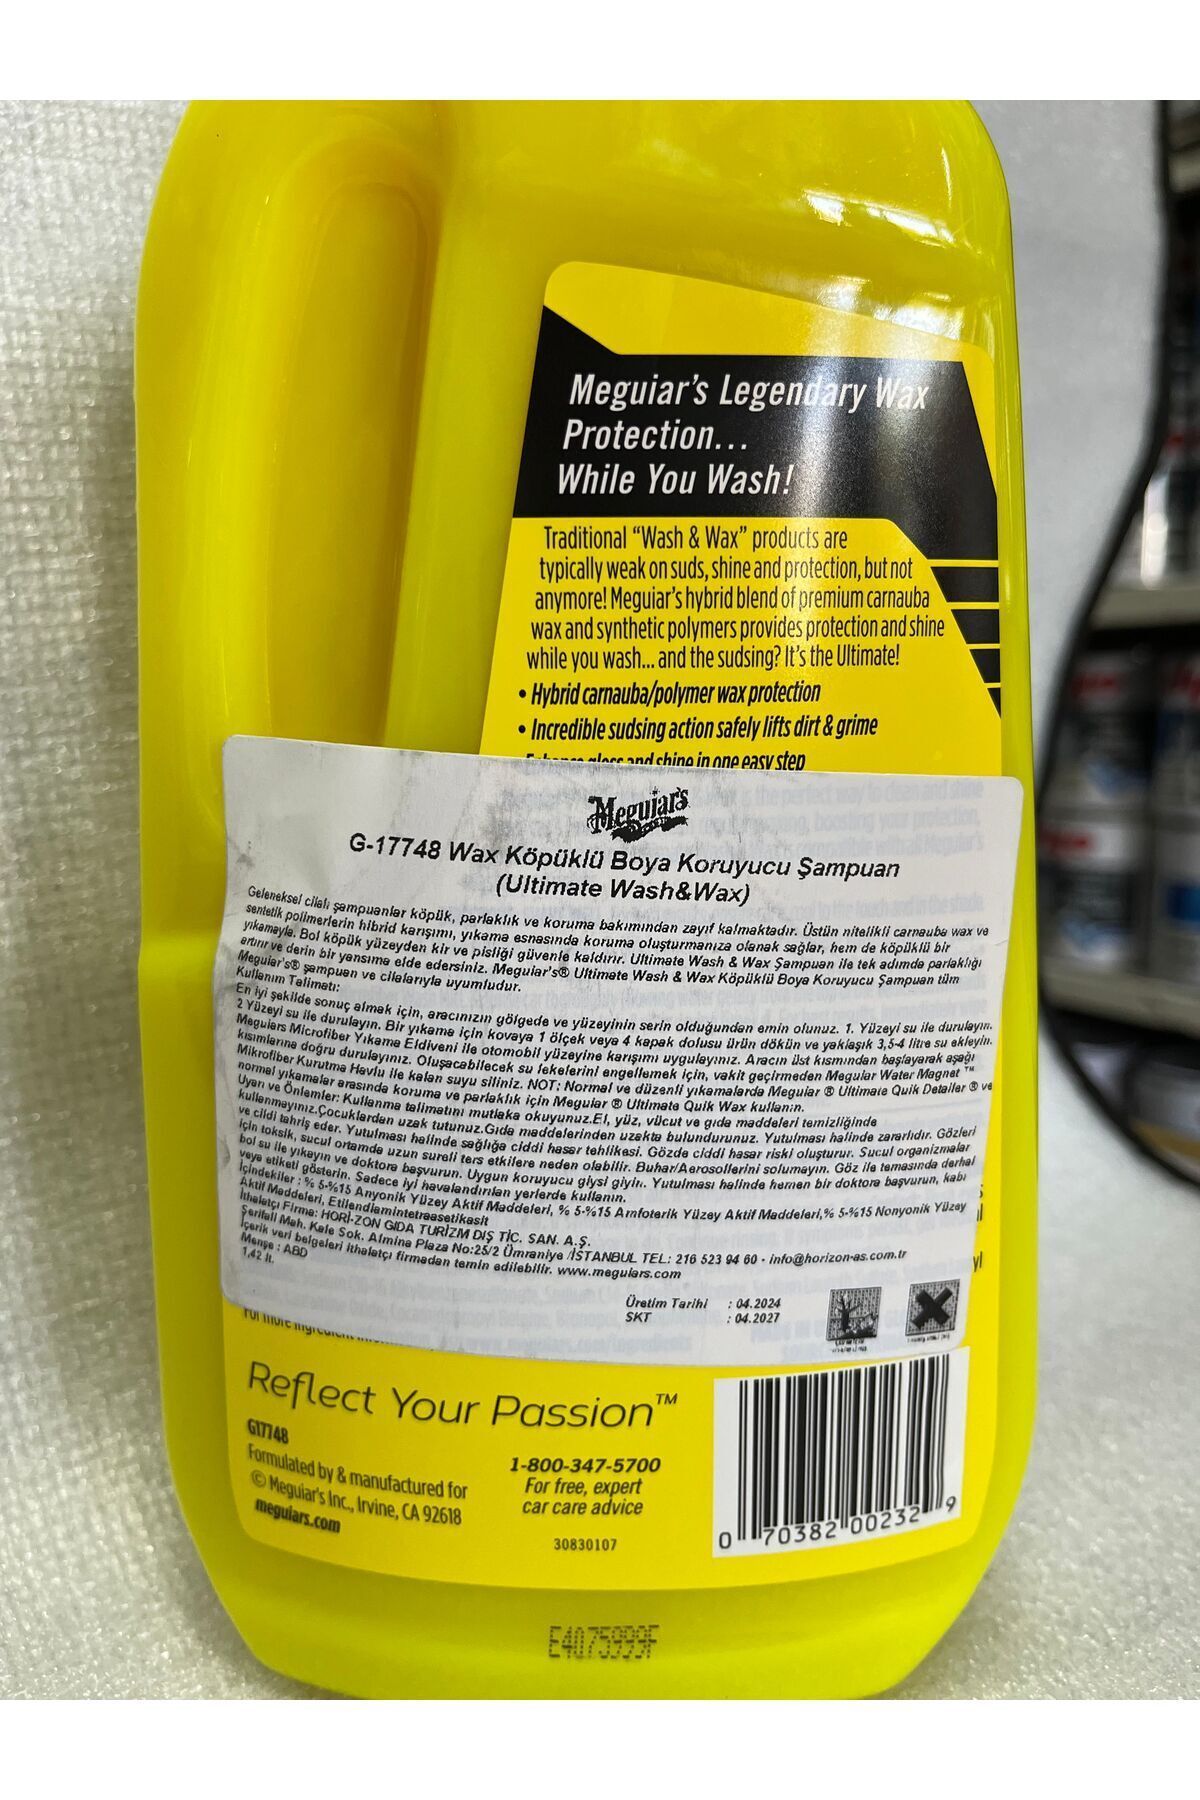 Meguiar's Legendary Wax
Protection...
While You Wash!
Traditional “Wash & Wax” products are
typically weak on suds, shine and protection, but not
anymore! Meguiar's hybrid blend of premium carnauba
wax and synthetic polymers provides protection and shine
while you wash... and the sudsing? It's the Ultimate!
• Hybrid carnauba/polymer wax protection
• Incredible sudsing action safely lifts dirt & grime
Enhance gloss and shine in one easy step
Meguiar's
G-17748 Wax Köpüklü Boya Koruyucu Şampuan
(Ultimate Wash&Wax)
Geleneksel cilalı şampuanlar köpük, parlaklık ve koruma bakımından zayıf kalmaktadır. Üstün nitelikli carnauba wax ve
sentetik polimerlerin hibrid karışımı, yıkama esnasında koruma oluşturmanıza olanak sağlar, hem de köpüklü bir
yıkamayla. Bol köpük yüzeyden kir ve pisliği güvenle kaldırır. Ultimate Wash & Wax Şampuan ile tek adımda parlaklığı
artırır ve derin bir yansıma elde edersiniz. Meguiar's® Ultimate Wash & Wax Köpüklü Boya Koruyucu Şampuan tüm
Meguiar's® şampuan ve cilalarıyla uyumludur.
Kullanım Talimatı:
En iyi şekilde sonuç almak için, aracınızın gölgede ve yüzeyinin serin olduğundan emin olunuz. 1. Yüzeyi su ile durulayın.
2 Yüzeyi su ile durulayın. Bir yıkama için kovaya 1 ölçek veya 4 kapak dolusu ürün dökün ve yaklaşık 3,5-4 litre su ekleyin.
Meguiars Microfiber Yıkama Eldiveni ile otomobil yüzeyine karışımı uygulayınız. Aracın üst kısmından başlayarak aşağı
kısımlarına doğru durulayınız. Oluşacabilecek su lekelerini engellemek için, vakit geçirmeden Meguiar Water Magnet ™
Mikrofiber Kurutma Havlu ile kalan suyu siliniz. NOT: Normal ve düzenli yıkamalarda Meguiar ® Ultimate Quik Detailer ® ve
normal yıkamalar arasında koruma ve parlaklık için Meguiar ® Ultimate Quik Wax kullanın.
Uyarı ve Önlemler: Kullanma talimatını mutlaka okuyunuz.El, yüz, vücut ve gıda maddeleri temizliğinde
kullanmayınız.Çocuklardan uzak tutunuz.Gıda maddelerinden uzakta bulundurunuz. Yutulması halinde zararlıdır. Gözleri
ve cildi tahriş eder. Yutulması halinde sağlığa ciddi hasar tehlikesi. Gözde ciddi hasar riski oluşturur. Sucul organizmalar
için toksik, sucul ortamda uzun sureli ters etkilere neden olabilir. Buhar/Aerosollerini solumayın. Göz ile temasında derhal
bol su ile yıkayın ve doktora başvurun. Uygun koruyucu giysi giyin. Yutulması halinde hemen bir doktora başvurun, kabı
veya etiketi gösterin. Sadece iyi havalandırılan yerlerde kullanın.
İçindekiler : % 5-%15 Anyonik Yüzey Aktif Maddeleri, % 5-%15 Amfoterik Yüzey Aktif Maddeleri,% 5-%15 Nonyonik Yüzey
Aktif Maddeleri, Etilendiamintetraasetikasit
İthalatçı Firma: HORİ-ZON GIDA TURİZM DIŞ TİC. SAN. A.Ş.
Şerifali Mah. Kale Sok. Almina Plaza No:25/2 Ümraniye /İSTANBUL TEL: 216 523 94 60 - info@horizon-as.com.tr
İçerik veri belgeleri ithalatçı firmadan temin edilebilir. www.meguiars.com
Menşe : ABD
1,42 lt.
Üretim Tarihi : 04.2024
SKT : 04.2027
Reflect Your Passion™
G17748
Formulated by & manufactured for
© Meguiar's Inc., Irvine, CA 92618
meguiars.com
1-800-347-5700
For free, expert
car care advice
30830107
0 70382 00232 9
E4075999F